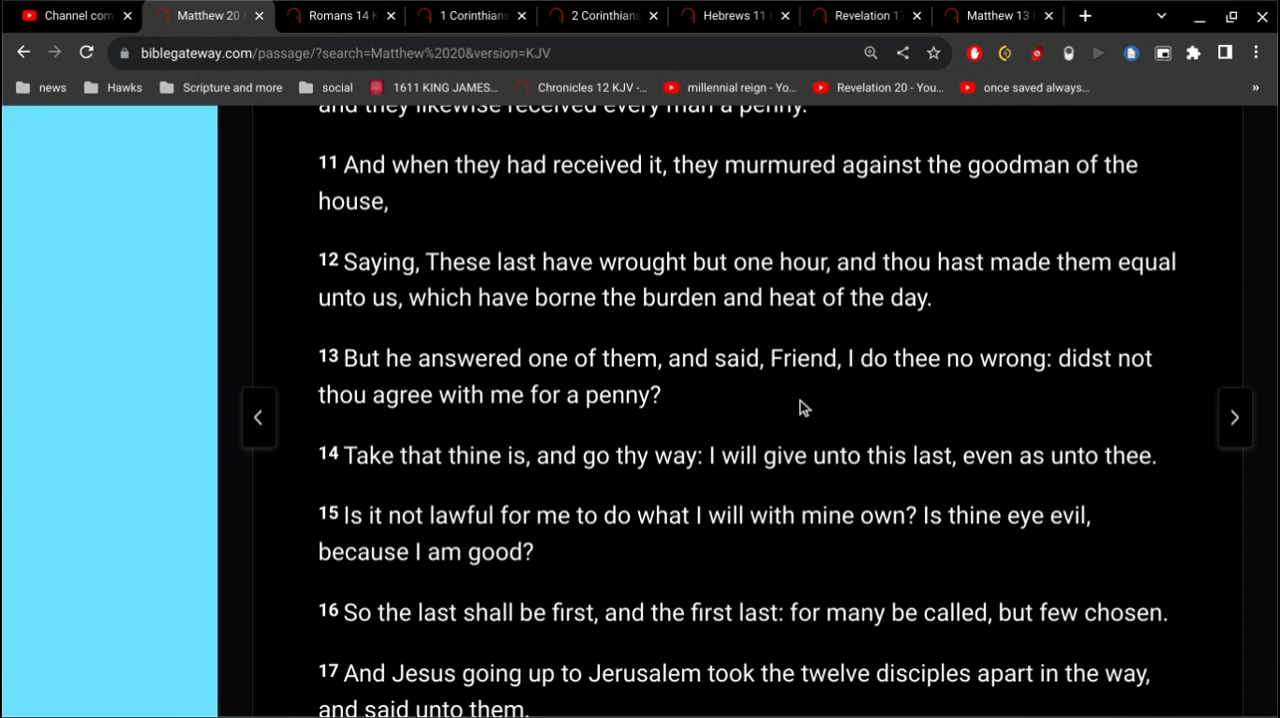 Channel com
Matthew 20
Romans 14 K
1 Corinthians
2 Corinthians
Hebrews 11
Revelation 17
Matthew 13
biblegateway.com/passage/?search=Matthew%2020&version=KJV
news
Hawks
Scripture and more
social
1611 KING JAMES...
Chronicles 12 KJV -...
millennial reign - Yo...
Revelation 20 - You...
once saved always...
»
and they likewise received every man a penny.
11 And when they had received it, they murmured against the goodman of the
house,
12 Saying, These last have wrought but one hour, and thou hast made them equal
unto us, which have borne the burden and heat of the day.
13 But he answered one of them, and said, Friend, I do thee no wrong: didst not
thou agree with me for a penny?
14 Take that thine is, and go thy way: I will give unto this last, even as unto thee.
15 Is it not lawful for me to do what I will with mine own? Is thine eye evil,
because I am good?
16 So the last shall be first, and the first last: for many be called, but few chosen.
17 And Jesus going up to Jerusalem took the twelve disciples apart in the way,
and said unto them,